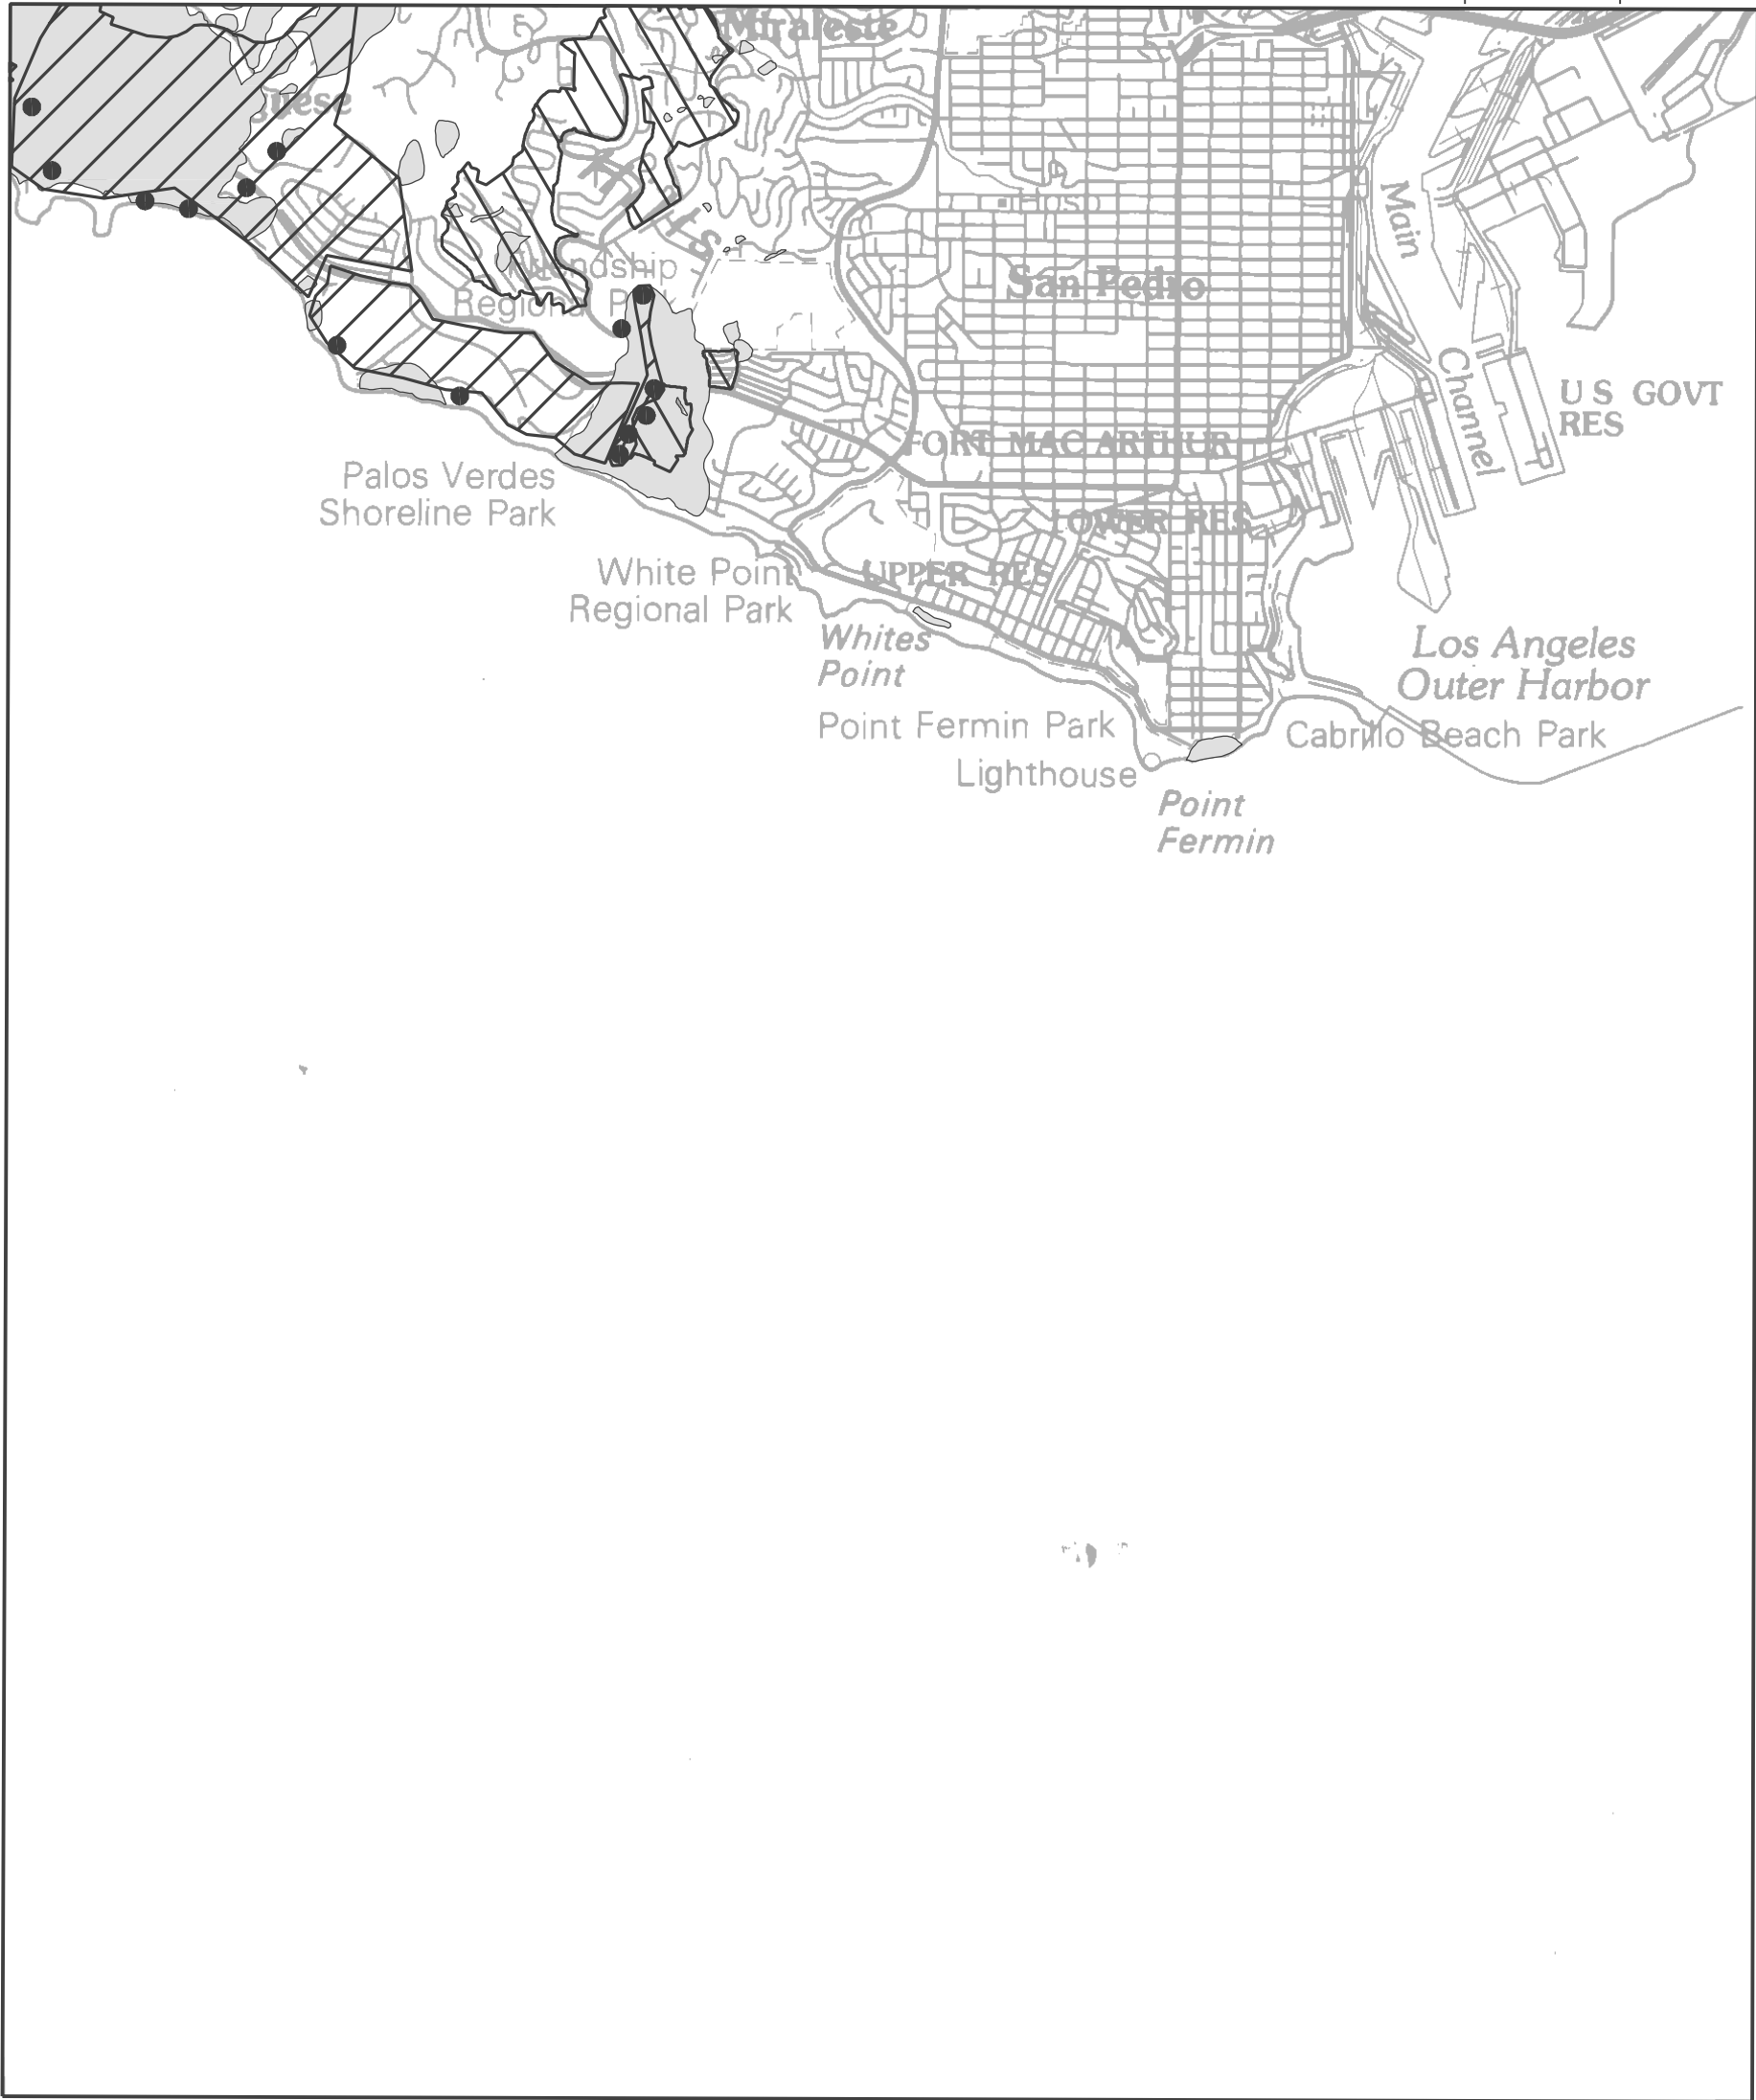 Miraleste
Hosp
Main
Friendship
Regional Park
San Pedro
Channel
U S GOVT
RES
FORT MAC ARTHUR
Palos Verdes
Shoreline Park
LOWER RES
White Point
Regional Park
UPPER RES
Whites
Point
Los Angeles
Outer Harbor
Point Fermin Park
Cabrillo Beach Park
Lighthouse
Point
Fermin